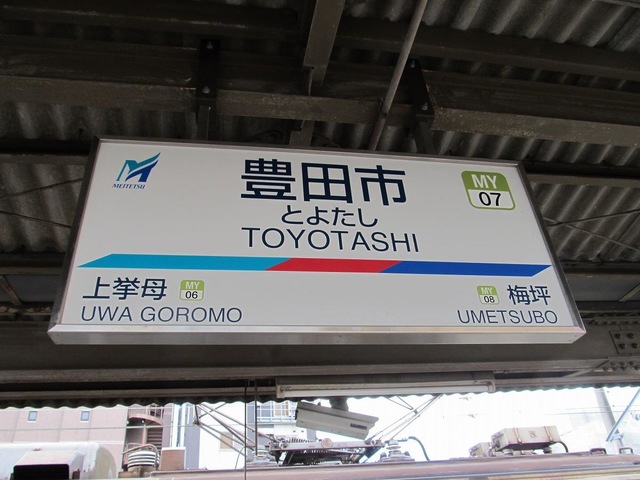 MEITETSU
豊田市
とよたし
TOYOTASHI
MY
07
上挙母 MY 06
UWA GOROMO
MY 08 梅坪
UMETSUBO